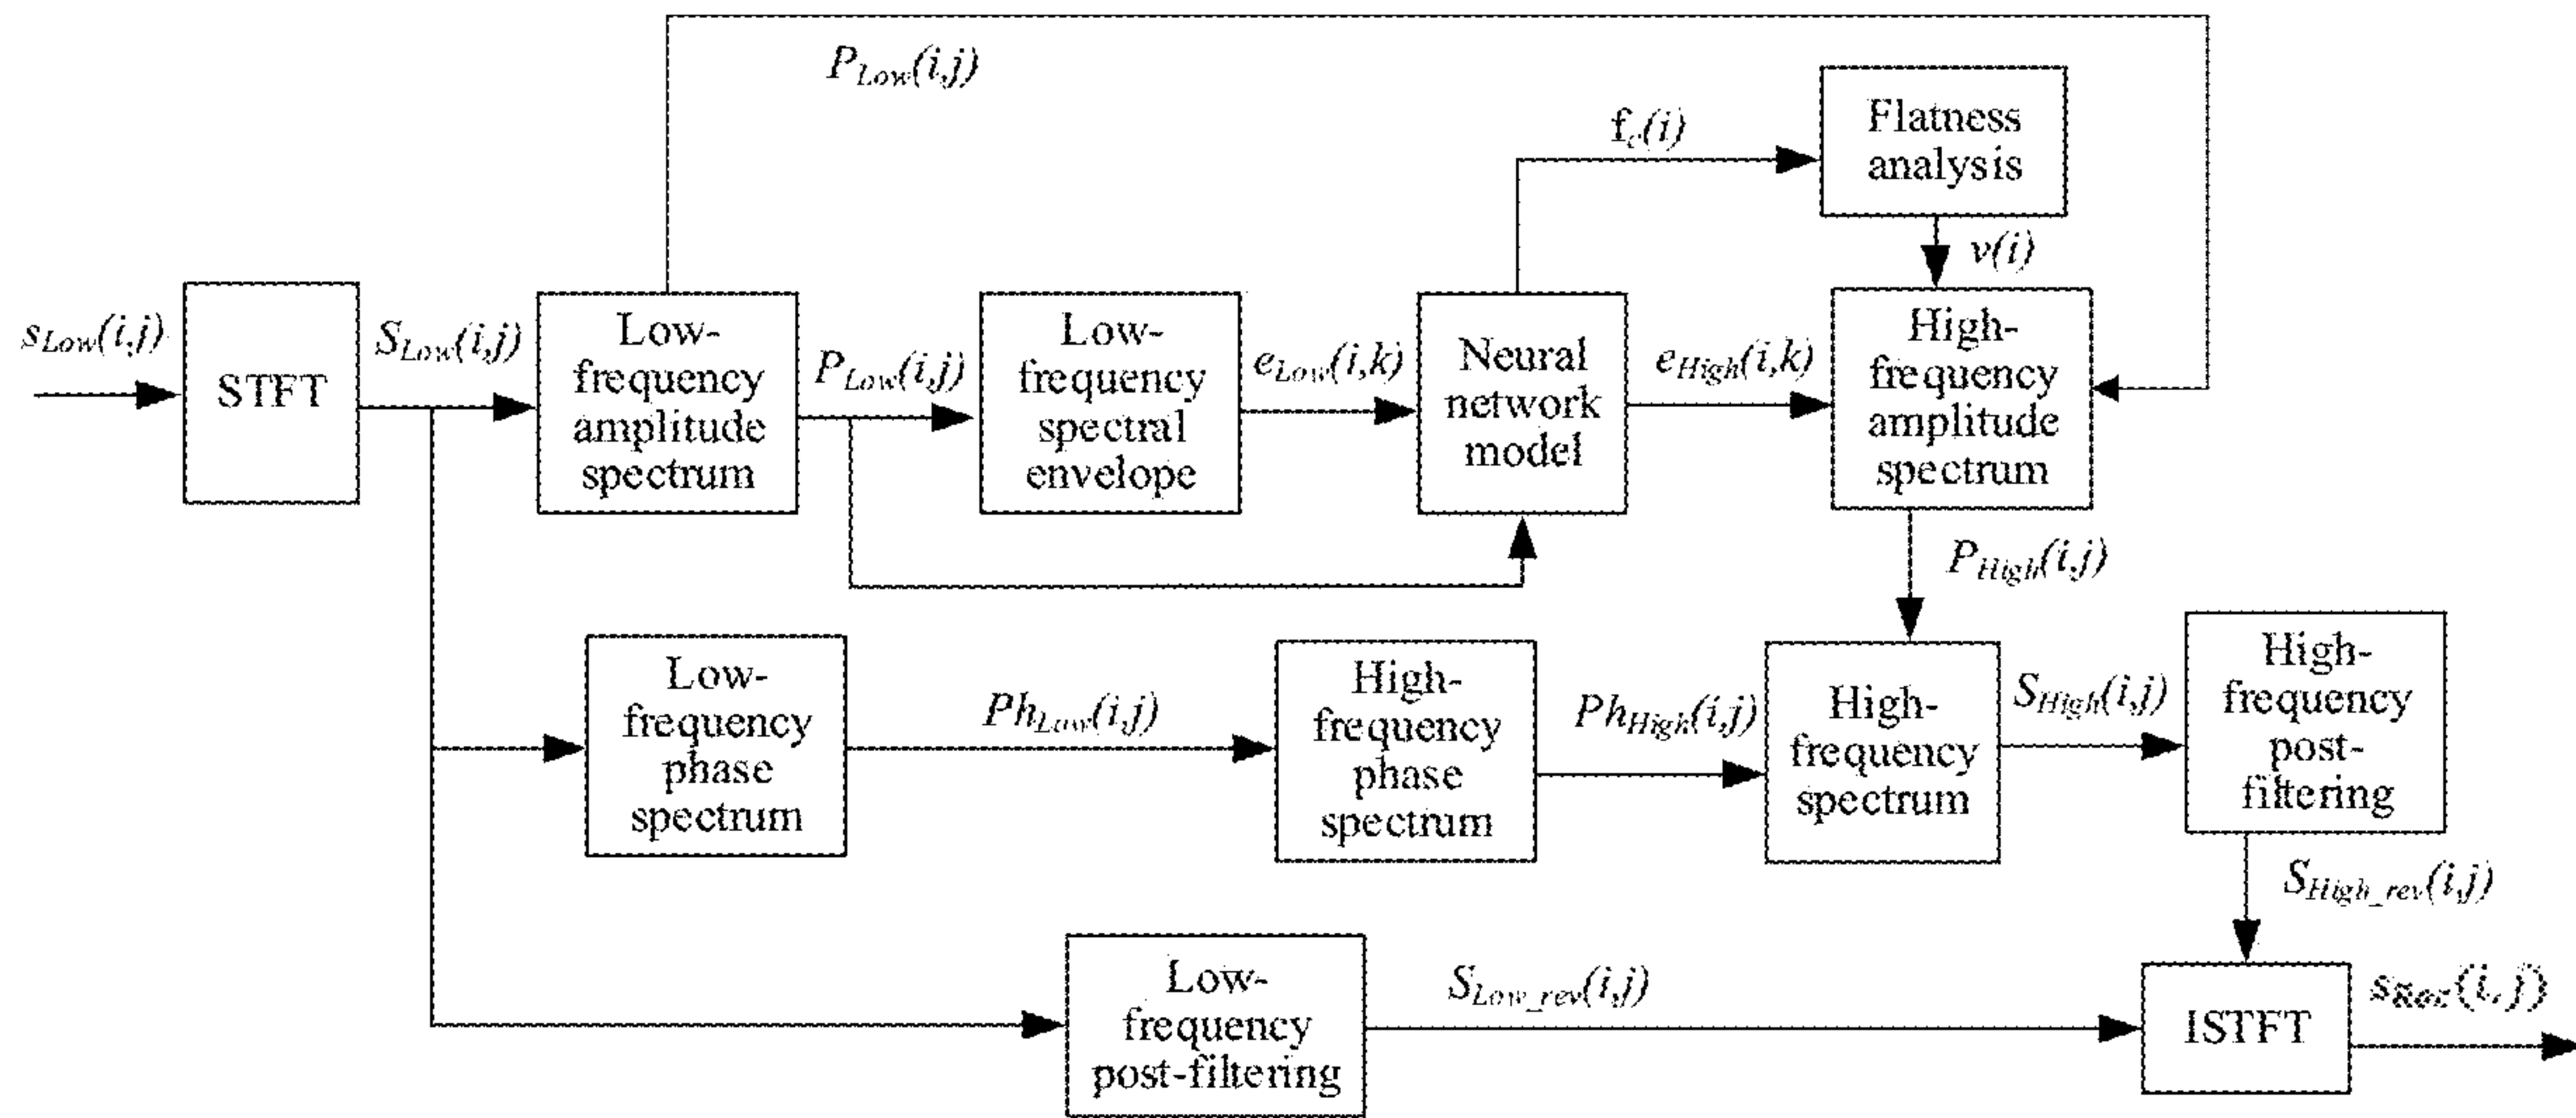 P_Low(i,j)
f_c(i)
Flatness
analysis
v(i)
s_Low(i,j)
STFT
S_Low(i,j)
Low-
frequency
amplitude
spectrum
P_Low(i,j)
Low-
frequency
spectral
envelope
e_Low(i,k)
Neural
network
model
e_High(i,k)
High-
frequency
amplitude
spectrum
P_High(i,j)
Low-
frequency
phase
spectrum
Ph_Low(i,j)
High-
frequency
phase
spectrum
Ph_High(i,j)
High-
frequency
spectrum
S_High(i,j)
High-
frequency
post-
filtering
S_High_rev(i,j)
Low-
frequency
post-filtering
S_Low_rev(i,j)
ISTFT
s_Rec(i, j)